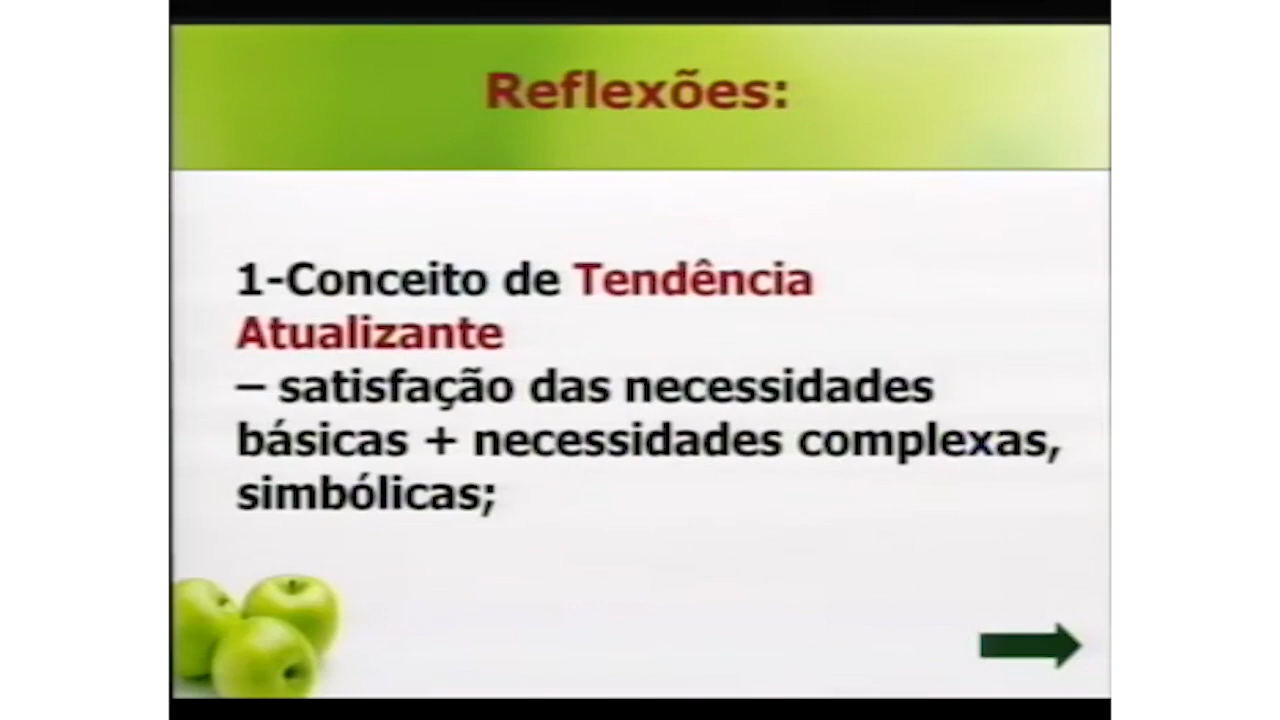 Reflexões:
1-Conceito de Tendência
Atualizante
– satisfação das necessidades
básicas + necessidades complexas,
simbólicas;